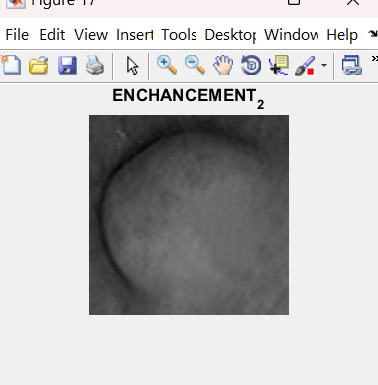 Figure 17
File Edit View Insert Tools Desktop Window Help
ENCHANCEMENT2